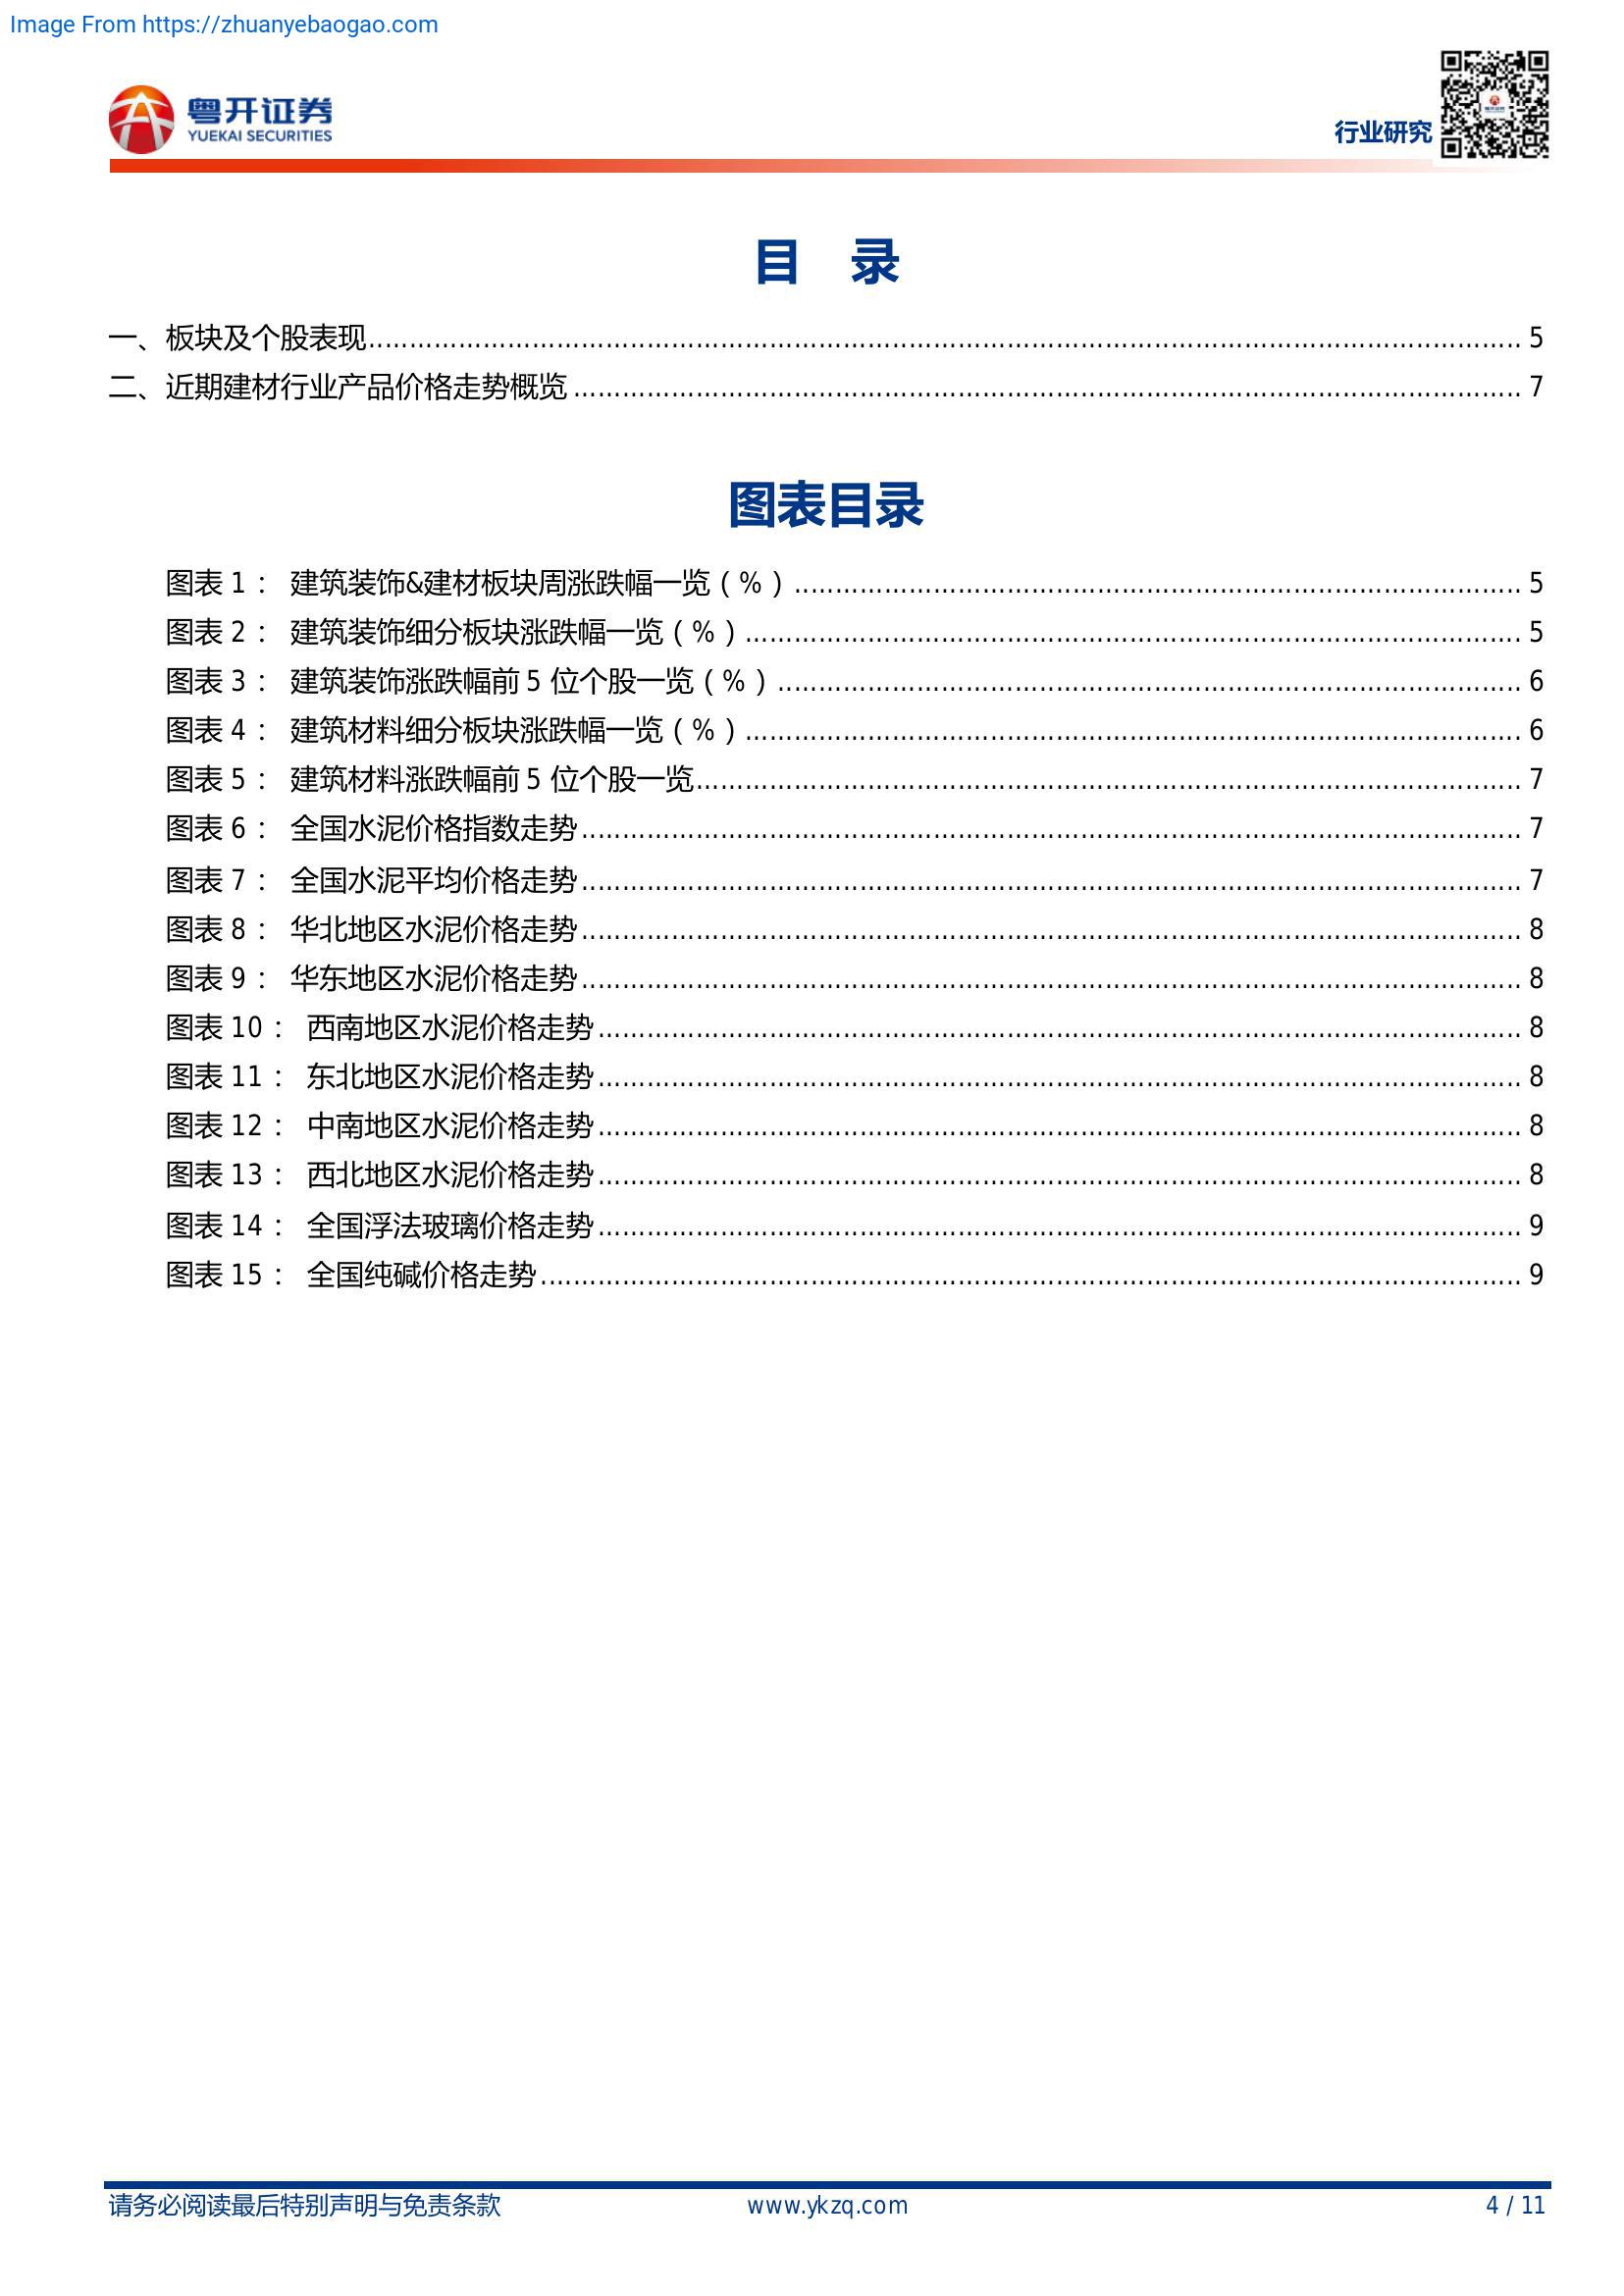 Image From https://zhuanyebaogao.com
粤开证券
YUEKAI SECURITIES
行业研究
目 录
一、板块及个股表现 5
二、近期建材行业产品价格走势概览 7
图表目录
图表 1： 建筑装饰&建材板块周涨跌幅一览（%） 5
图表 2： 建筑装饰细分板块涨跌幅一览（%） 5
图表 3： 建筑装饰涨跌幅前 5 位个股一览（%） 6
图表 4： 建筑材料细分板块涨跌幅一览（%） 6
图表 5： 建筑材料涨跌幅前 5 位个股一览 7
图表 6： 全国水泥价格指数走势 7
图表 7： 全国水泥平均价格走势 7
图表 8： 华北地区水泥价格走势 8
图表 9： 华东地区水泥价格走势 8
图表 10： 西南地区水泥价格走势 8
图表 11： 东北地区水泥价格走势 8
图表 12： 中南地区水泥价格走势 8
图表 13： 西北地区水泥价格走势 8
图表 14： 全国浮法玻璃价格走势 9
图表 15： 全国纯碱价格走势 9
请务必阅读最后特别声明与免责条款 www.ykzq.com 4 / 11